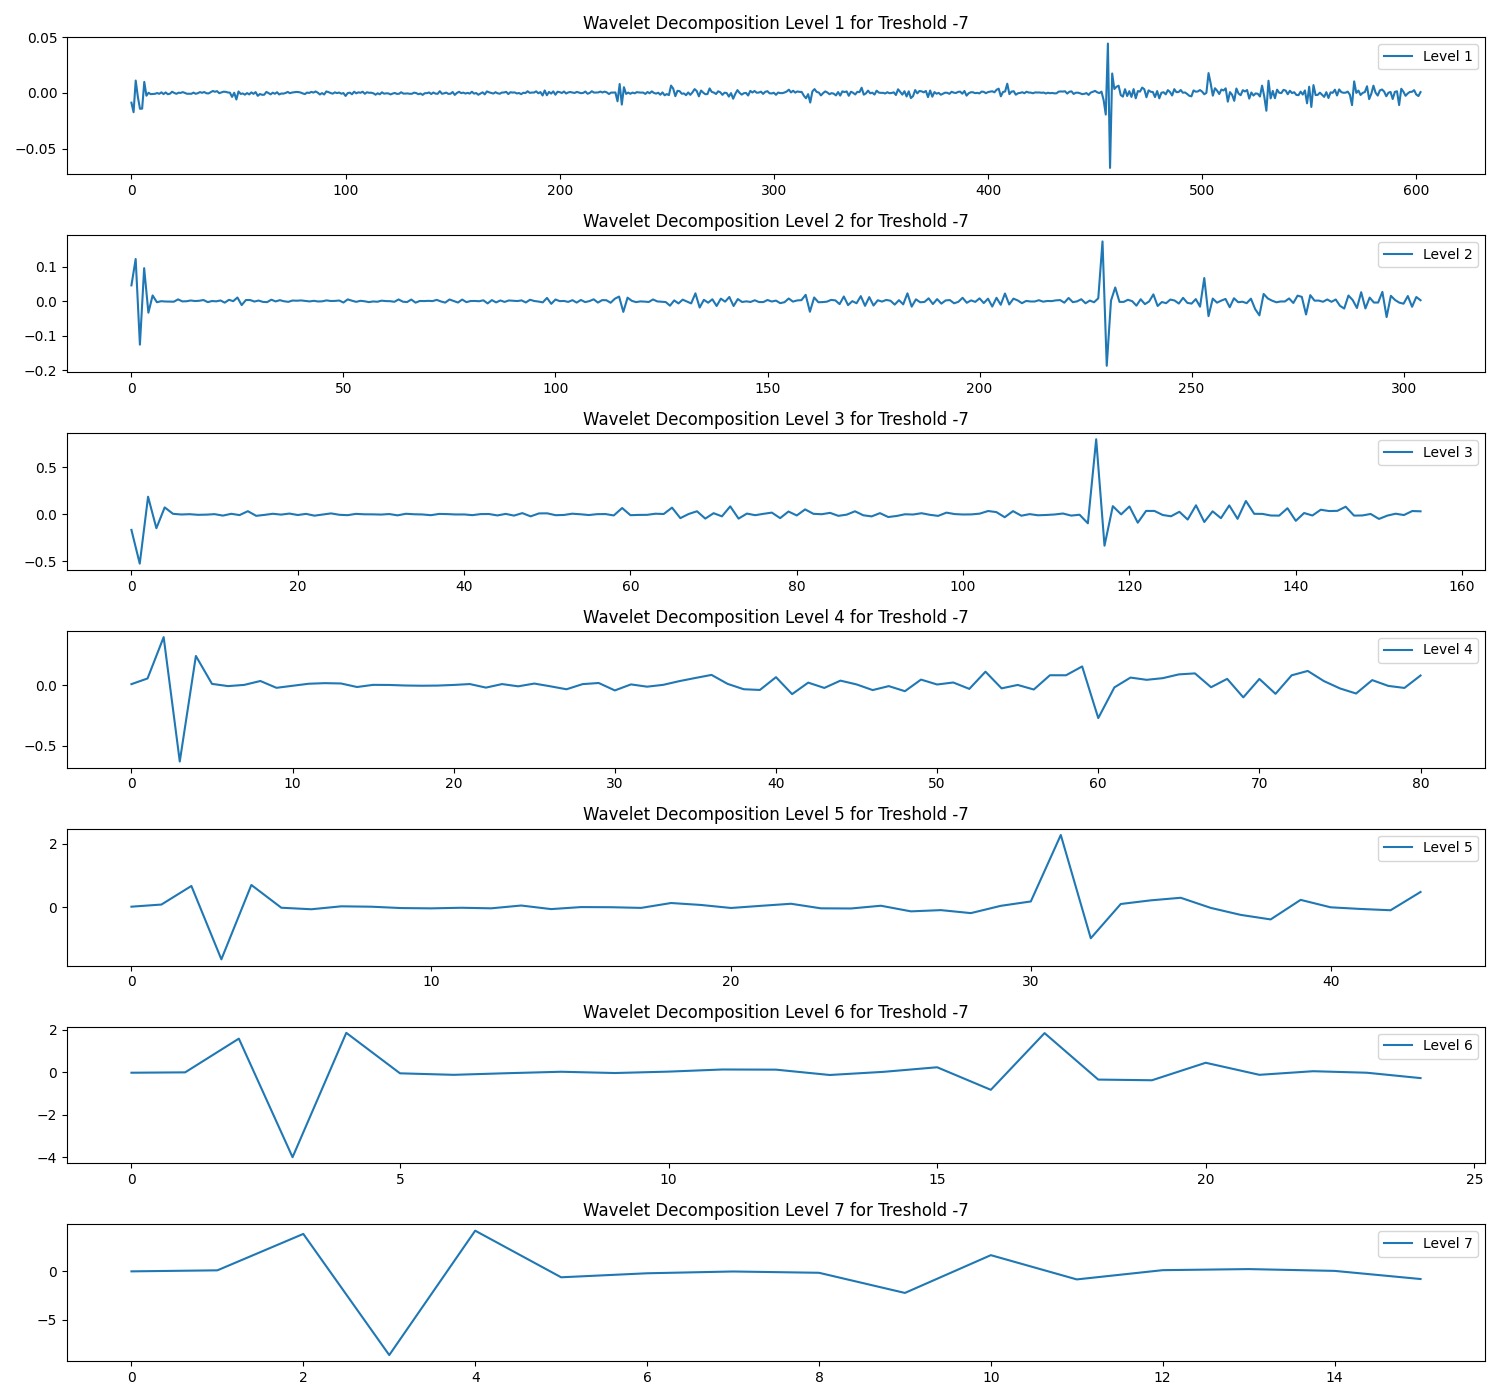 Wavelet Decomposition Level 1 for Treshold -7
0.05
0.00
−0.05
Level 1
0 100 200 300 400 500 600
Wavelet Decomposition Level 2 for Treshold -7
0.1
0.0
−0.1
−0.2
Level 2
0 50 100 150 200 250 300
Wavelet Decomposition Level 3 for Treshold -7
0.5
0.0
−0.5
Level 3
0 20 40 60 80 100 120 140 160
Wavelet Decomposition Level 4 for Treshold -7
0.0
−0.5
Level 4
0 10 20 30 40 50 60 70 80
Wavelet Decomposition Level 5 for Treshold -7
2
0
Level 5
0 10 20 30 40
Wavelet Decomposition Level 6 for Treshold -7
2
0
−2
−4
Level 6
0 5 10 15 20 25
Wavelet Decomposition Level 7 for Treshold -7
0
−5
Level 7
0 2 4 6 8 10 12 14